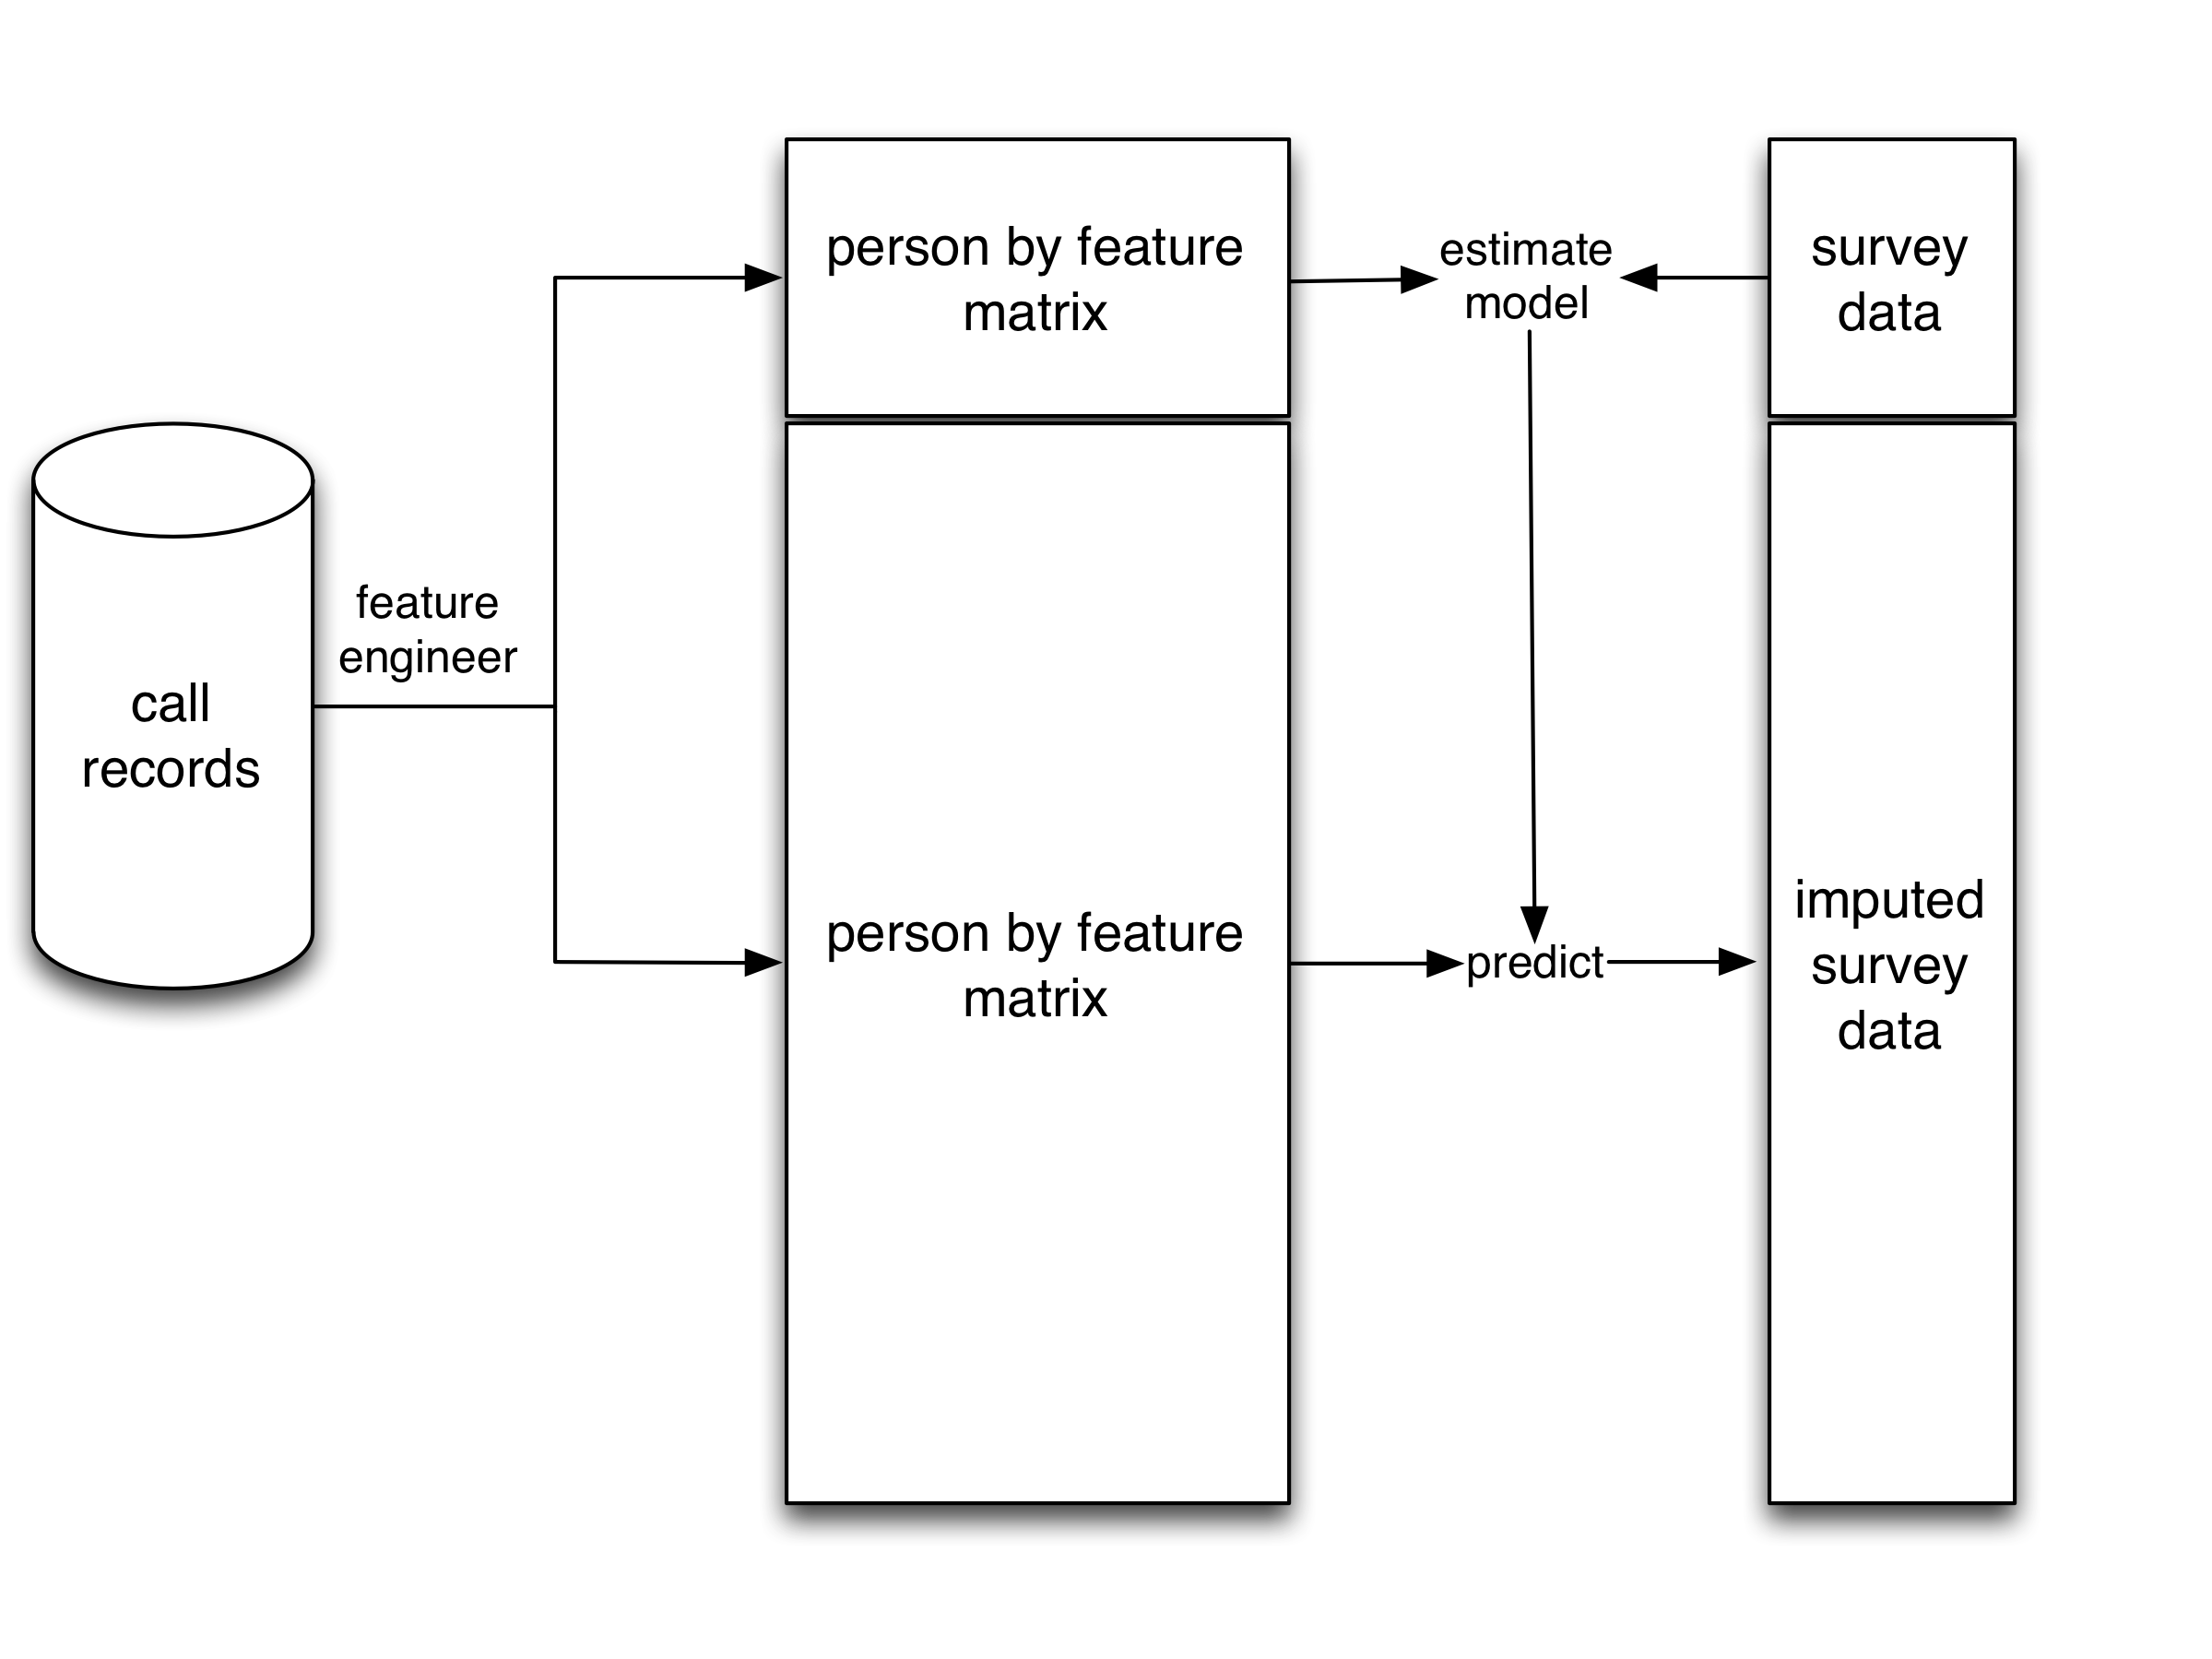 call
records
feature
engineer
person by feature
matrix
estimate
model
survey
data
person by feature
matrix
predict
imputed
survey
data